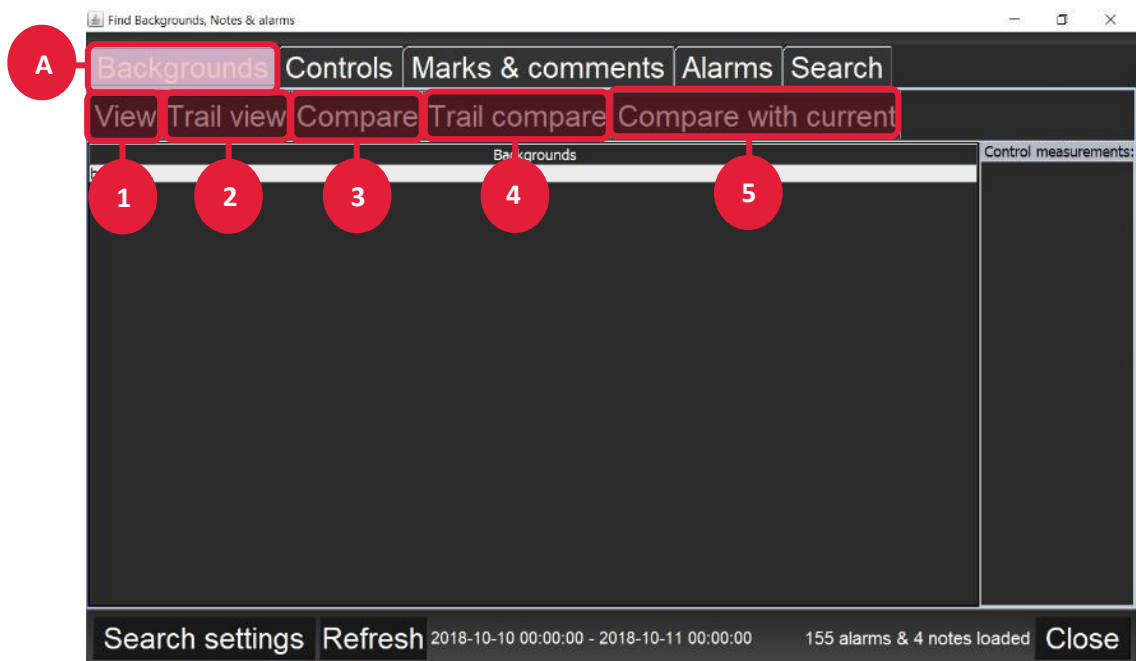 Find Backgrounds, Notes & alarms
A
Backgrounds Controls Marks & comments Alarms Search
View Trail view Compare Trail compare Compare with current
Backgrounds Control measurements:
1 2 3 4 5
Search settings Refresh 2018-10-10 00:00:00 - 2018-10-11 00:00:00 155 alarms & 4 notes loaded Close